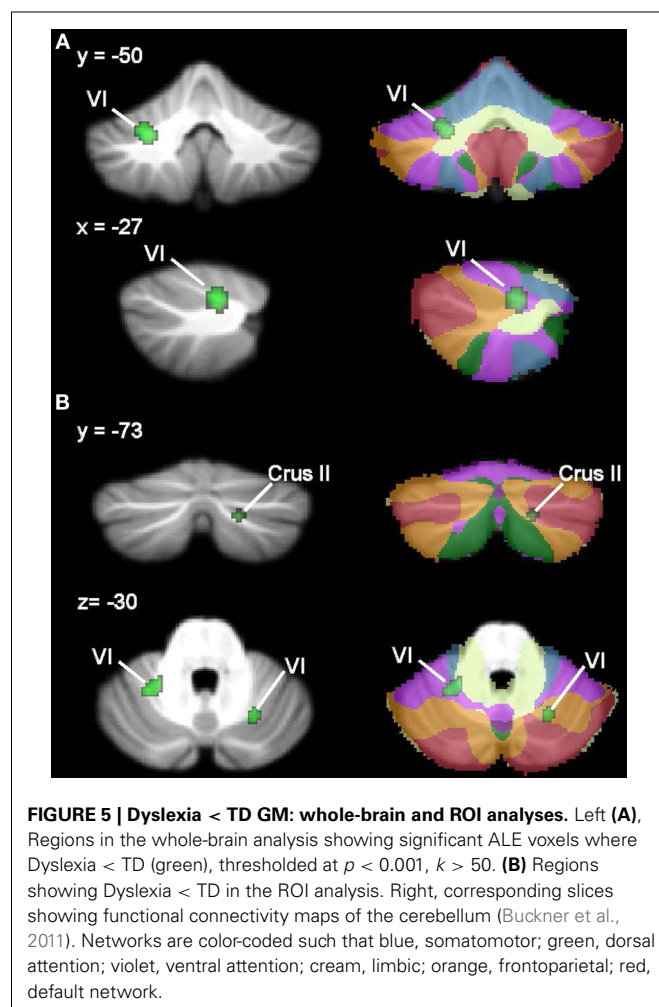 A
y = -50
VI
VI
x = -27
VI
VI
B
y = -73
Crus II
Crus II
z= -30
VI
VI
VI
VI
FIGURE 5 | Dyslexia < TD GM: whole-brain and ROI analyses. Left (A),
Regions in the whole-brain analysis showing significant ALE voxels where
Dyslexia < TD (green), thresholded at p < 0.001, k > 50. (B) Regions
showing Dyslexia < TD in the ROI analysis. Right, corresponding slices
showing functional connectivity maps of the cerebellum (Buckner et al.,
2011). Networks are color-coded such that blue, somatomotor; green, dorsal
attention; violet, ventral attention; cream, limbic; orange, frontoparietal; red,
default network.